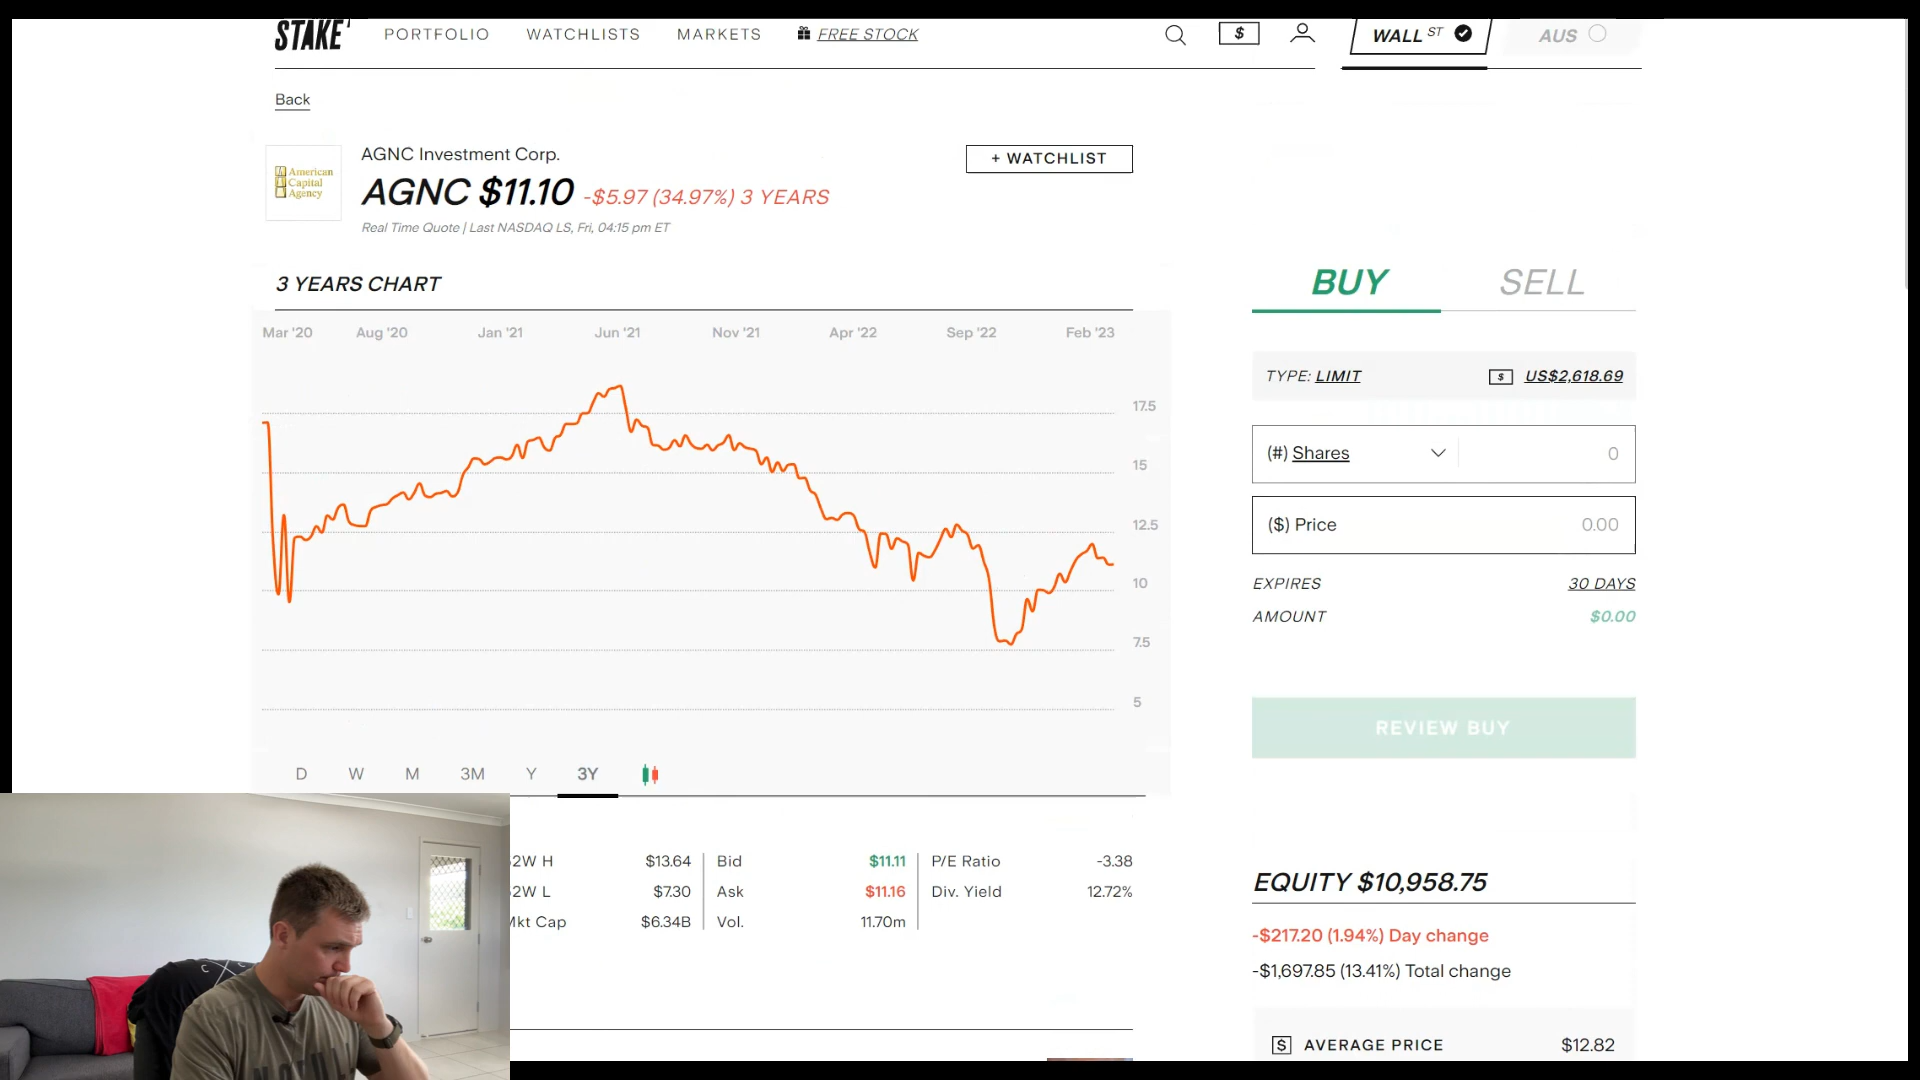 STAKE
PORTFOLIO
WATCHLISTS
MARKETS
FREE STOCK
$
WALL ST
AUS
Back
American
Capital
Agency
AGNC Investment Corp.
AGNC $11.10 -$5.97 (34.97%) 3 YEARS
Real Time Quote | Last NASDAQ LS, Fri, 04:15 pm ET
+ WATCHLIST
3 YEARS CHART
Mar '20 Aug '20 Jan '21 Jun '21 Nov '21 Apr '22 Sep '22 Feb '23
17.5
15
12.5
10
7.5
5
D W M 3M Y 3Y
2W H $13.64 Bid $11.11 P/E Ratio -3.38
2W L $7.30 Ask $11.16 Div. Yield 12.72%
Mkt Cap $6.34B Vol. 11.70m
BUY SELL
TYPE: LIMIT $ US$2,618.69
(#) Shares 0
($) Price 0.00
EXPIRES 30 DAYS
AMOUNT $0.00
REVIEW BUY
EQUITY $10,958.75
-$217.20 (1.94%) Day change
-$1,697.85 (13.41%) Total change
$ AVERAGE PRICE $12.82